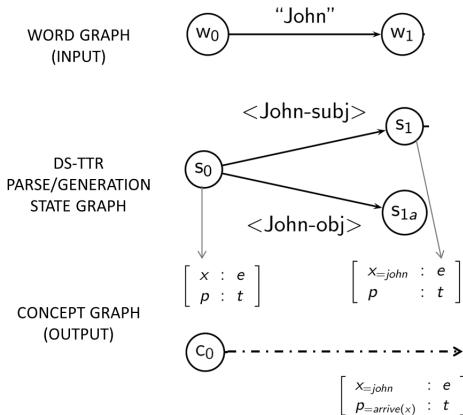 WORD GRAPH
(INPUT)
w0
"John"
w1
DS-TTR
PARSE/GENERATION
STATE GRAPH
<John-subj>
s1
s0
s1a
<John-obj>
x : e
p : t
x=john : e
p : t
CONCEPT GRAPH
(OUTPUT)
c0
x=john : e
p=arrive(x) : t